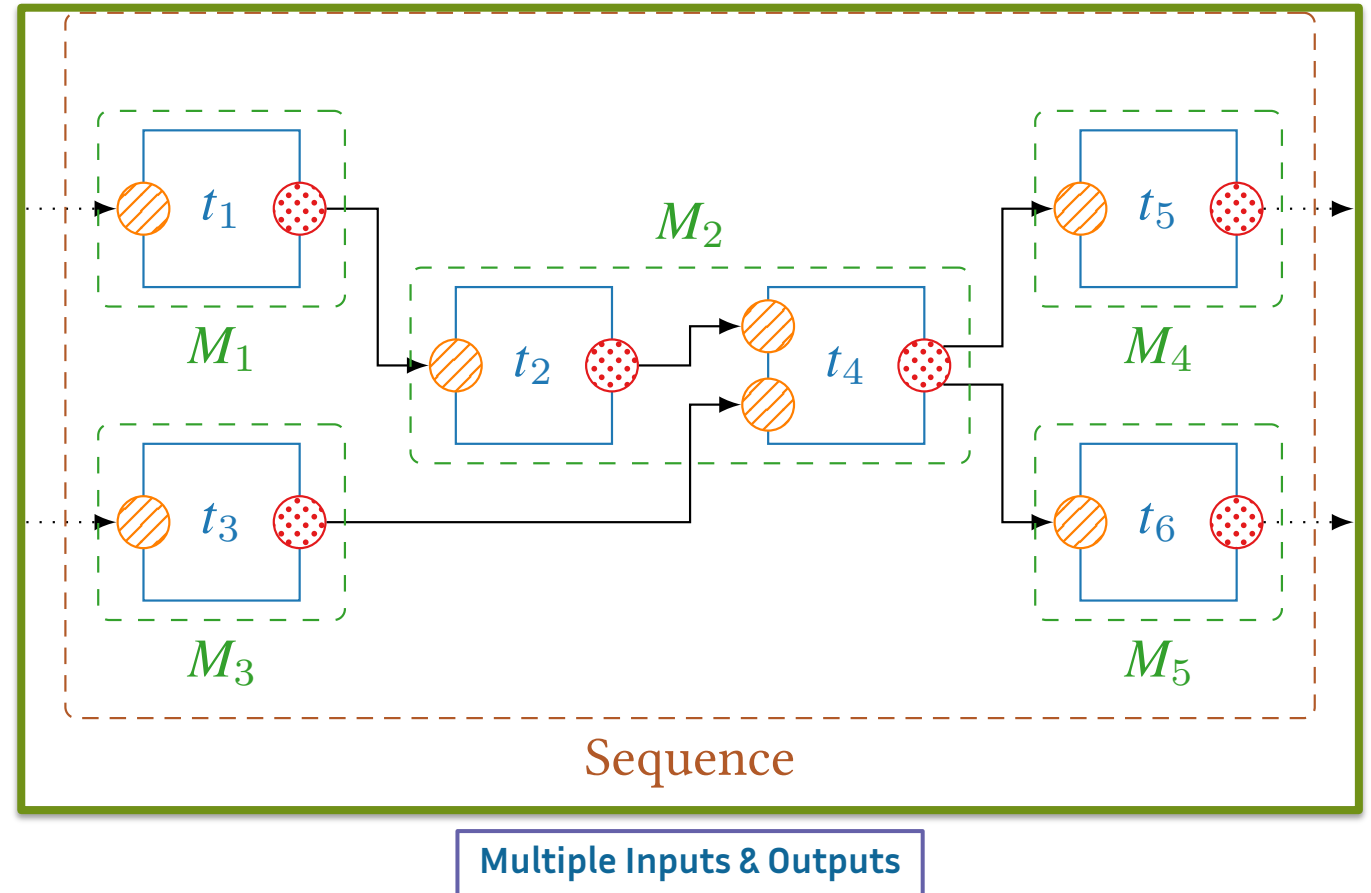 t₁
t₅
M₂
M₁
t₂
t₄
M₄
t₃
t₆
M₃
M₅
Sequence
Multiple Inputs & Outputs